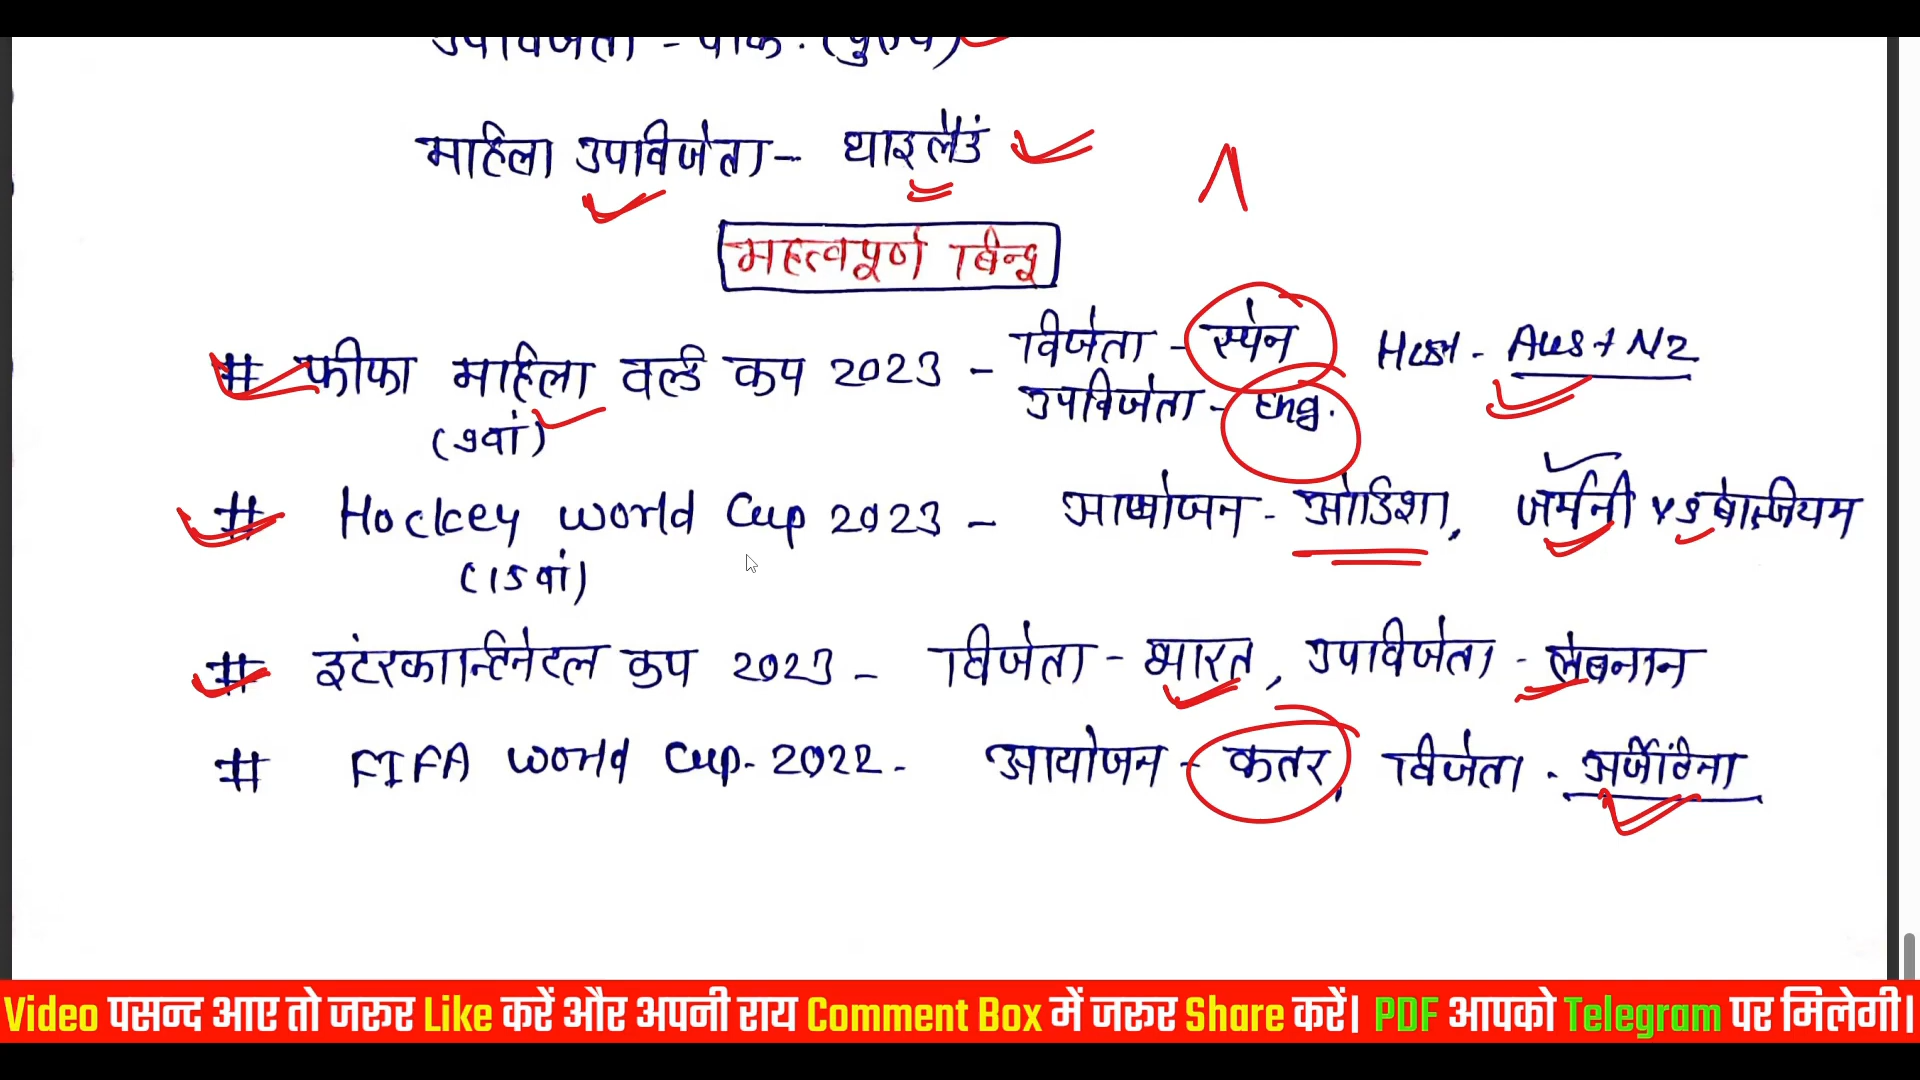 उपविजेता - पाक. (पुरुष)
माहिला उपविजेता - थाइलैंड
महत्वपूर्ण बिन्दू
# फीफा माहिला वर्ल्ड कप 2023 - विजेता - स्पेन Host - Aus + NZ
उपविजेता - Eng.
(9वां)
# Hockey world Cup 2023 - आयोजन - ओडिशा, जर्मनी vs बेल्जियम
(15वां)
# इंटरकान्टिनेंटल कप 2023 - विजेता - भारत, उपविजेता - लेबनान
# FIFA World Cup - 2022 - आयोजन - कतर, विजेता - अर्जेंटिना
Video पसन्द आए तो जरूर Like करें और अपनी राय Comment Box में जरूर Share करें। PDF आपको Telegram पर मिलेगी।